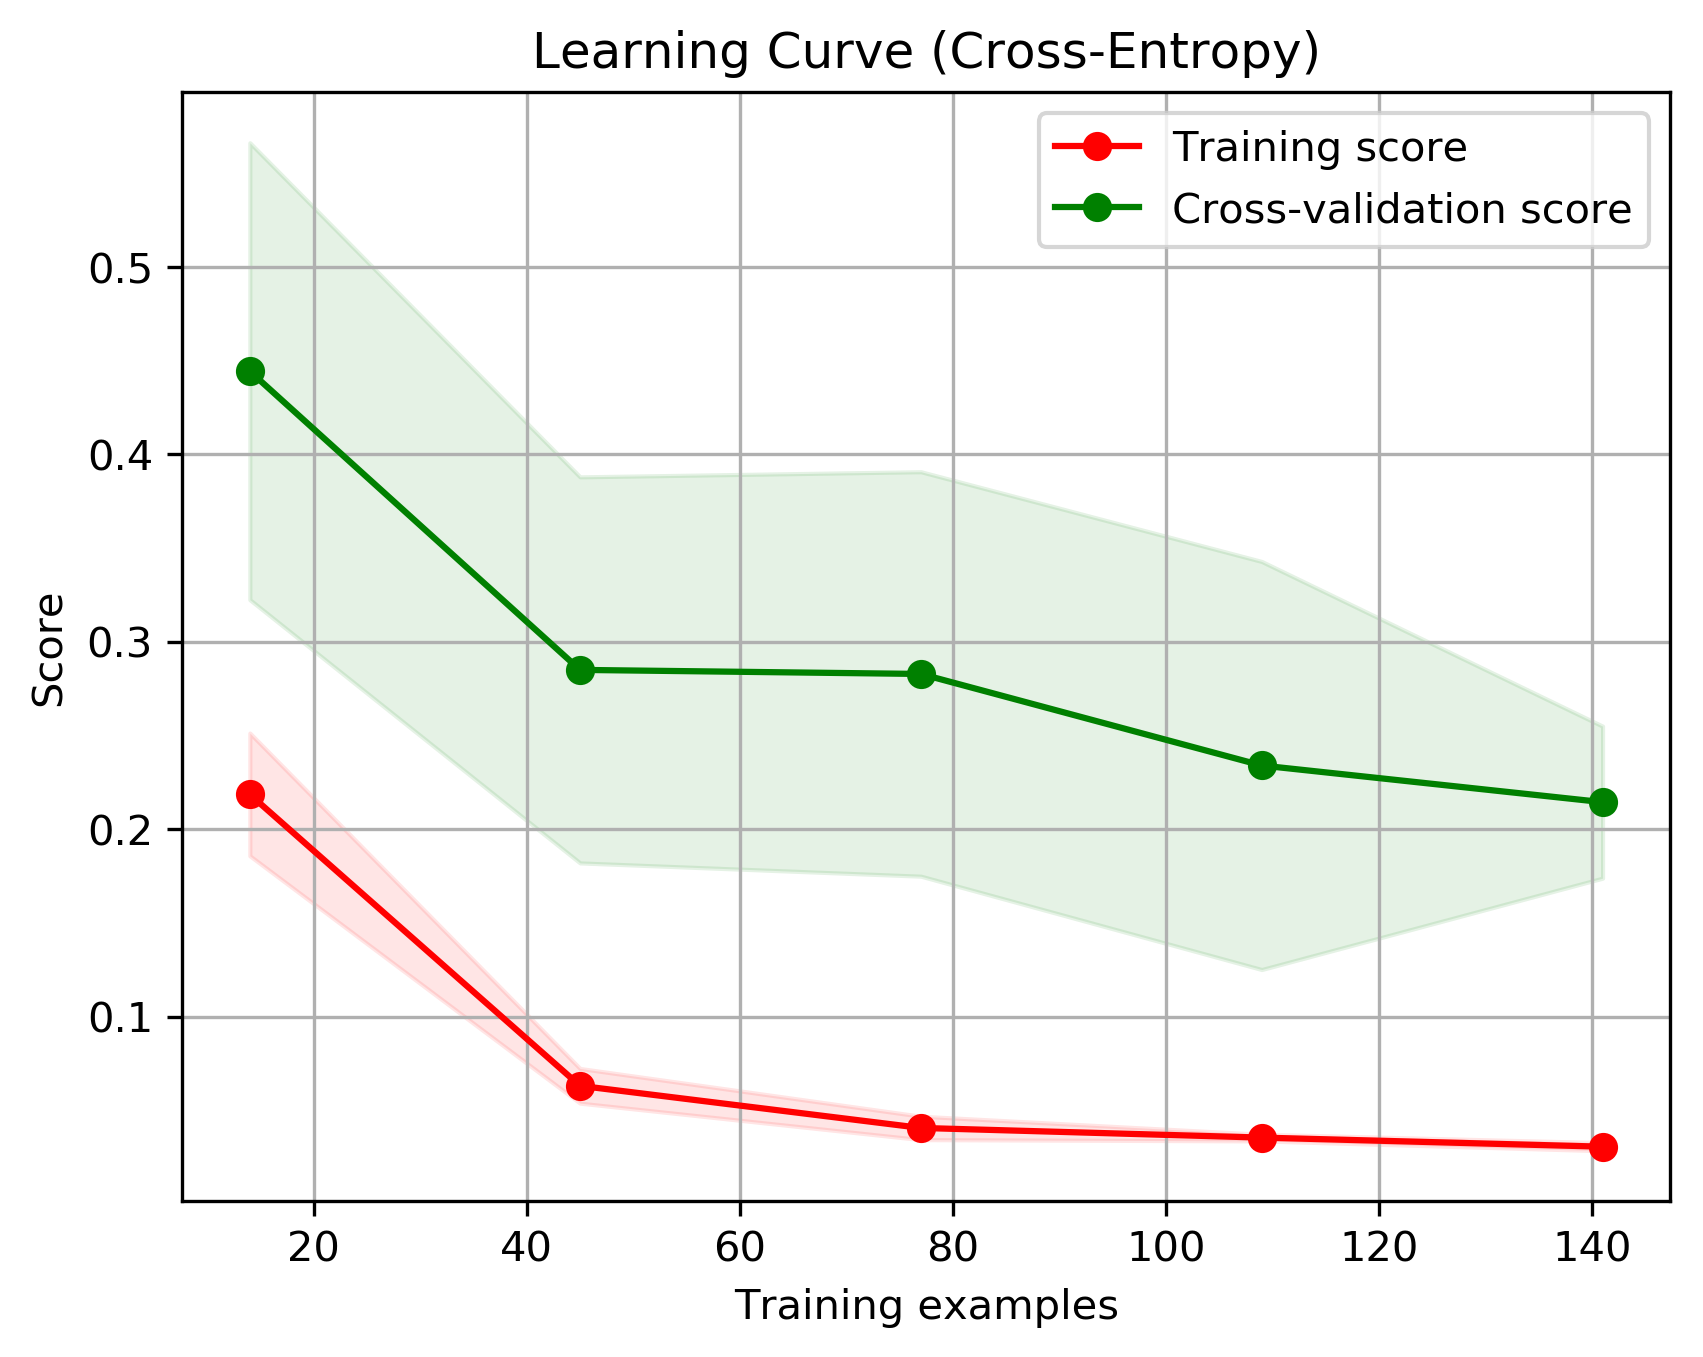 Learning Curve (Cross-Entropy)
Training score
Cross-validation score
0.5
0.4
0.3
0.2
0.1
Score
20 40 60 80 100 120 140
Training examples